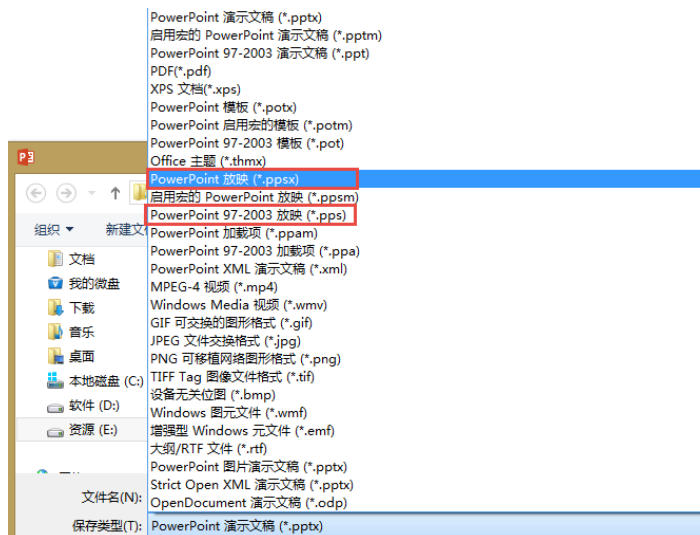 PowerPoint 演示文稿 (*.pptx)
启用宏的 PowerPoint 演示文稿 (*.pptm)
PowerPoint 97-2003 演示文稿 (*.ppt)
PDF(*.pdf)
XPS 文档(*.xps)
PowerPoint 模板 (*.potx)
PowerPoint 启用宏的模板 (*.potm)
PowerPoint 97-2003 模板 (*.pot)
Office 主题 (*.thmx)
PowerPoint 放映 (*.ppsx)
启用宏的 PowerPoint 放映 (*.ppsm)
PowerPoint 97-2003 放映 (*.pps)
PowerPoint 加载项 (*.ppam)
PowerPoint 97-2003 加载项 (*.ppa)
PowerPoint XML 演示文稿 (*.xml)
MPEG-4 视频 (*.mp4)
Windows Media 视频 (*.wmv)
GIF 可交换的图形格式 (*.gif)
JPEG 文件交换格式 (*.jpg)
PNG 可移植网络图形格式 (*.png)
TIFF Tag 图像文件格式 (*.tif)
设备无关位图 (*.bmp)
Windows 图元文件 (*.wmf)
增强型 Windows 元文件 (*.emf)
大纲/RTF 文件 (*.rtf)
PowerPoint 图片演示文稿 (*.pptx)
Strict Open XML 演示文稿 (*.pptx)
OpenDocument 演示文稿 (*.odp)
组织 新建文
文档
我的微盘
下载
音乐
桌面
本地磁盘 (C:)
软件 (D:)
资源 (E:)
文件名(N):
保存类型(T): PowerPoint 演示文稿 (*.pptx)